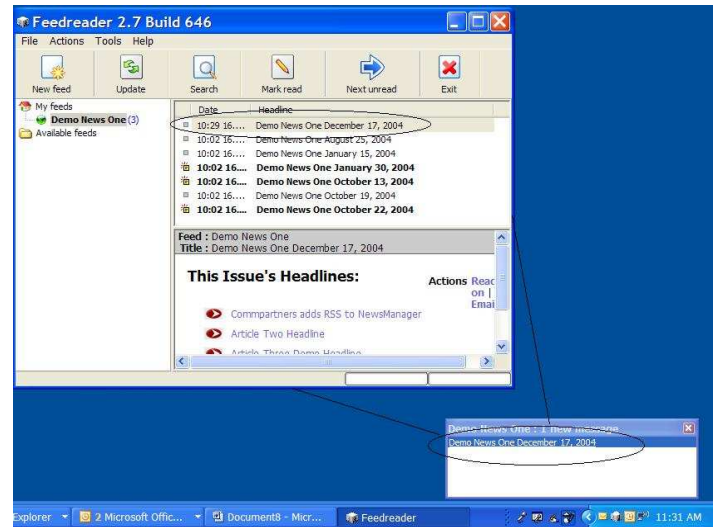 Feedreader 2.7 Build 646
File Actions Tools Help
New feed Update Search Mark read Next unread Exit
My feeds
Demo News One (3)
Available feeds
Date Headline
10:29 16.... Demo News One December 17, 2004
10:02 16.... Demo News One August 25, 2004
10:02 16.... Demo News One January 15, 2004
10:02 16.... Demo News One January 30, 2004
10:02 16.... Demo News One October 13, 2004
10:02 16.... Demo News One October 19, 2004
10:02 16.... Demo News One October 22, 2004
Feed : Demo News One
Title : Demo News One December 17, 2004
This Issue's Headlines:
Actions Reac
on |
Emai
Commpartners adds RSS to NewsManager
Article Two Headline
Article Three Demo Headline
Demo News One : 1 new message
Demo News One December 17, 2004
Explorer 2 Microsoft Offic... Document8 - Micr... Feedreader 11:31 AM